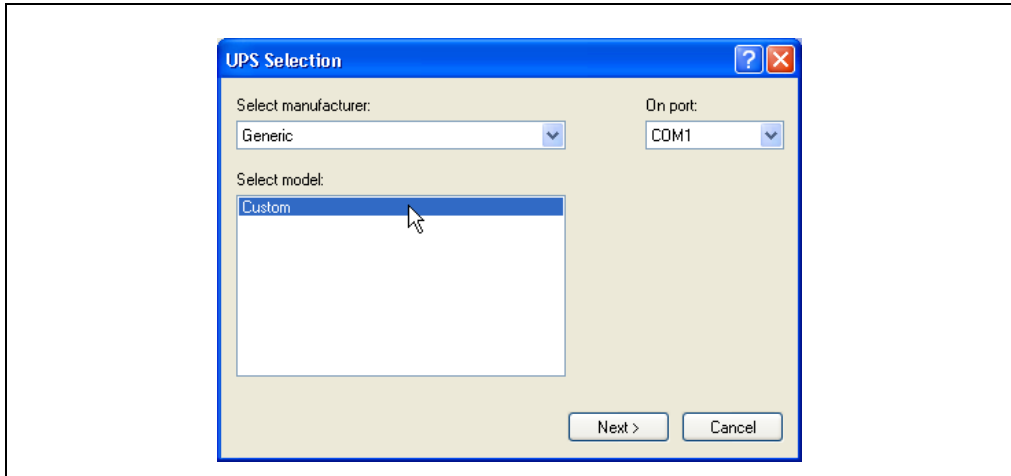 UPS Selection
Select manufacturer:
On port:
Generic
COM1
Select model:
Custom
Next >
Cancel